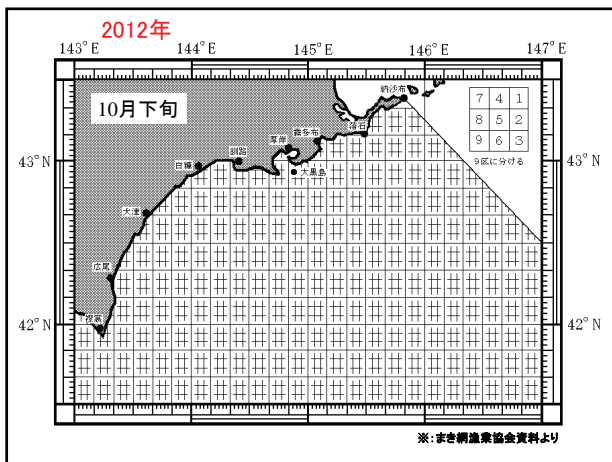 2012年
143°E 144°E 145°E 146°E 147°E
10月下旬
納沙布
7 4 1
落石
8 5 2
霧多布
9 6 3
厚岸
釧路
43°N 43°N
9区に分ける
白糠
大黒島
大津
広尾
42°N 42°N
襟裳
※:まき網漁業協会資料より